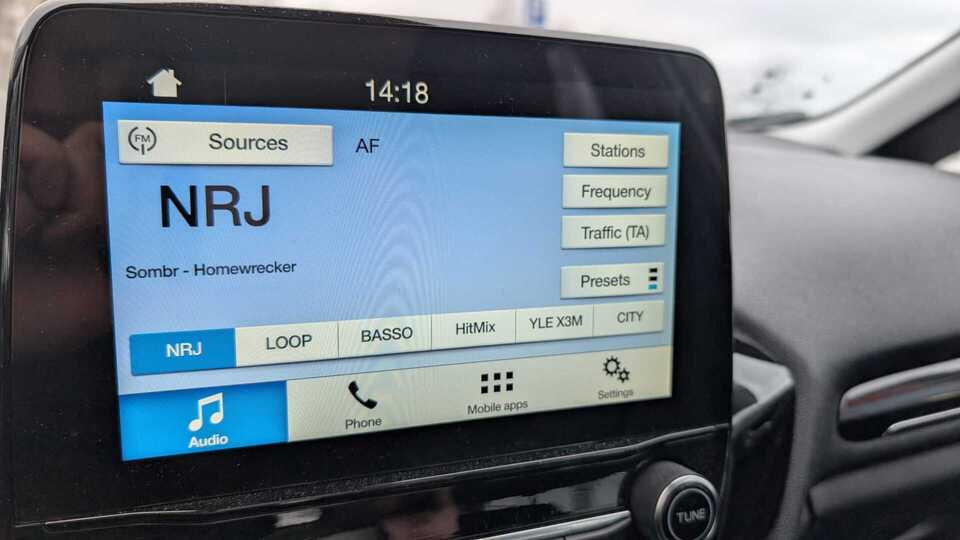 14:18
FM
Sources
AF
Stations
NRJ
Frequency
Traffic (TA)
Sombr - Homewrecker
Presets
NRJ
LOOP
BASSO
HitMix
YLE X3M
CITY
Audio
Phone
Mobile apps
Settings
TUNE